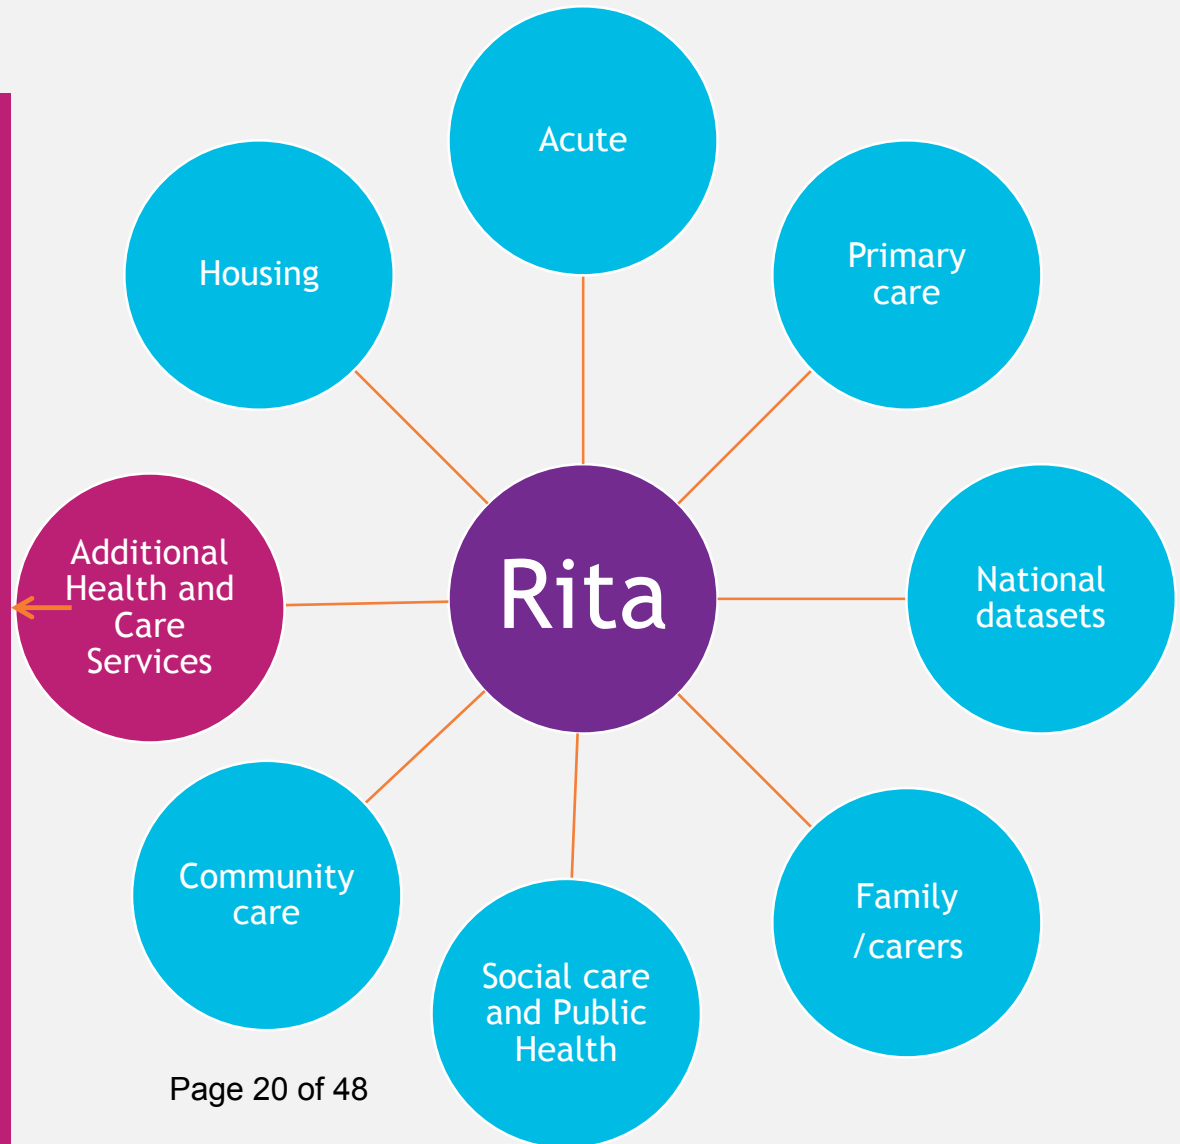 Acute
Housing
Primary
care
Additional
Health and
Care
Services
Rita
National
datasets
Community
care
Family
/carers
Social care
and Public
Health
Page 20 of 48